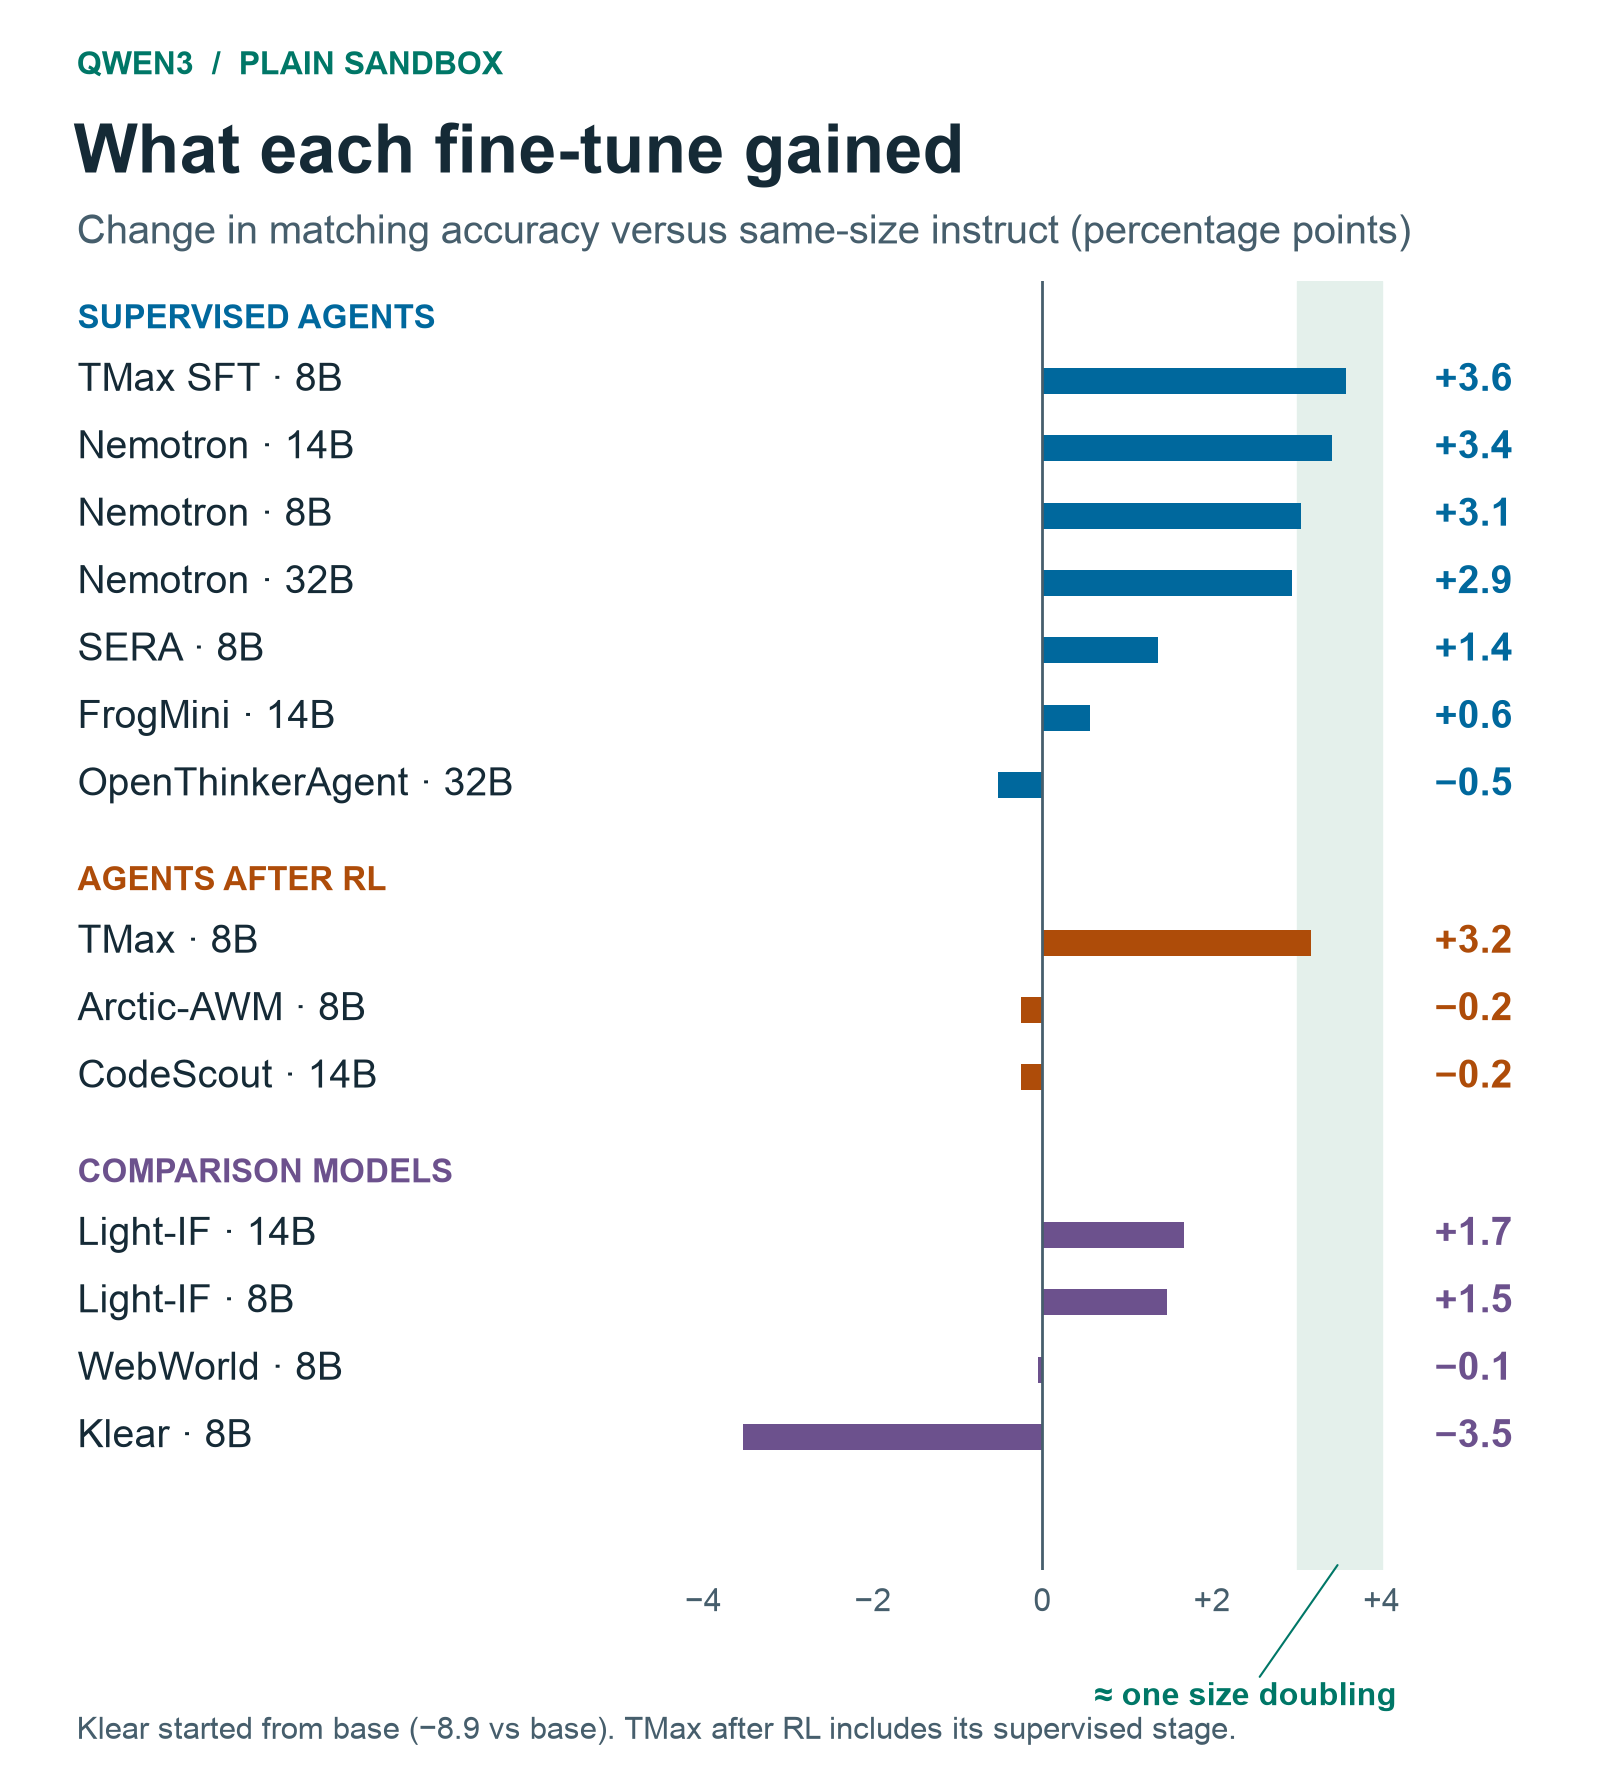 QWEN3 / PLAIN SANDBOX
What each fine-tune gained
Change in matching accuracy versus same-size instruct (percentage points)
SUPERVISED AGENTS
TMax SFT · 8B +3.6
Nemotron · 14B +3.4
Nemotron · 8B +3.1
Nemotron · 32B +2.9
SERA · 8B +1.4
FrogMini · 14B +0.6
OpenThinkerAgent · 32B −0.5
AGENTS AFTER RL
TMax · 8B +3.2
Arctic-AWM · 8B −0.2
CodeScout · 14B −0.2
COMPARISON MODELS
Light-IF · 14B +1.7
Light-IF · 8B +1.5
WebWorld · 8B −0.1
Klear · 8B −3.5
−4 −2 0 +2 +4
≈ one size doubling
Klear started from base (−8.9 vs base). TMax after RL includes its supervised stage.